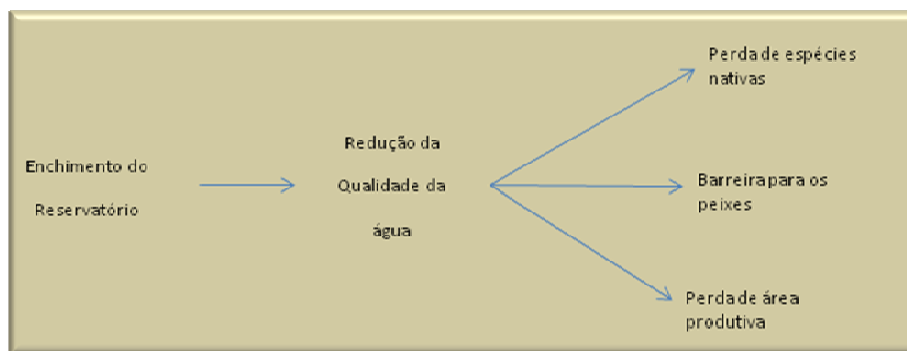 Enchimento do
Reservatório
Redução da
Qualidade da
água
Perda de espécies
nativas
Barreira para os
peixes
Perda de área
produtiva